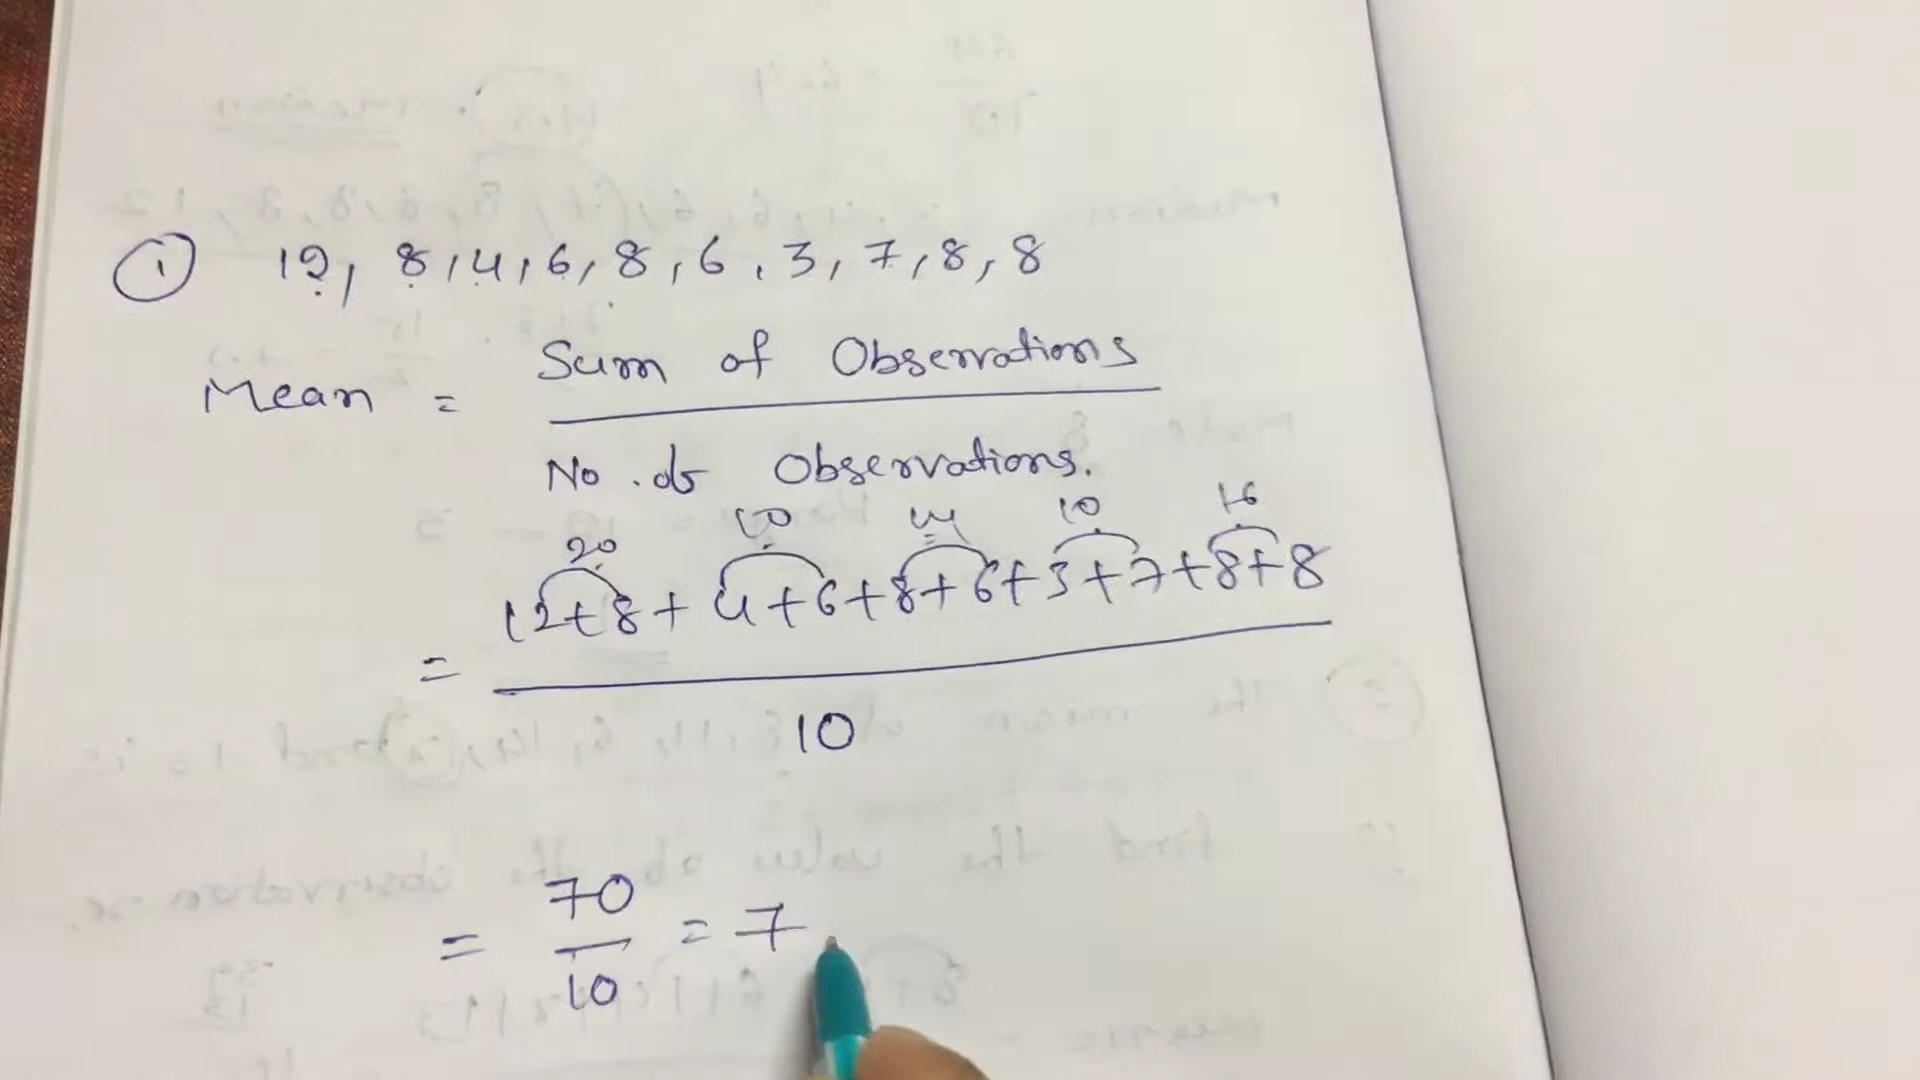 ① 12, 8, 4, 6, 8, 6, 3, 7, 8, 8
Mean = Sum of Observations
No. of Observations.
20 10 14 10 16
= 12+8+4+6+8+6+3+7+8+8
10
= 70 = 7
10